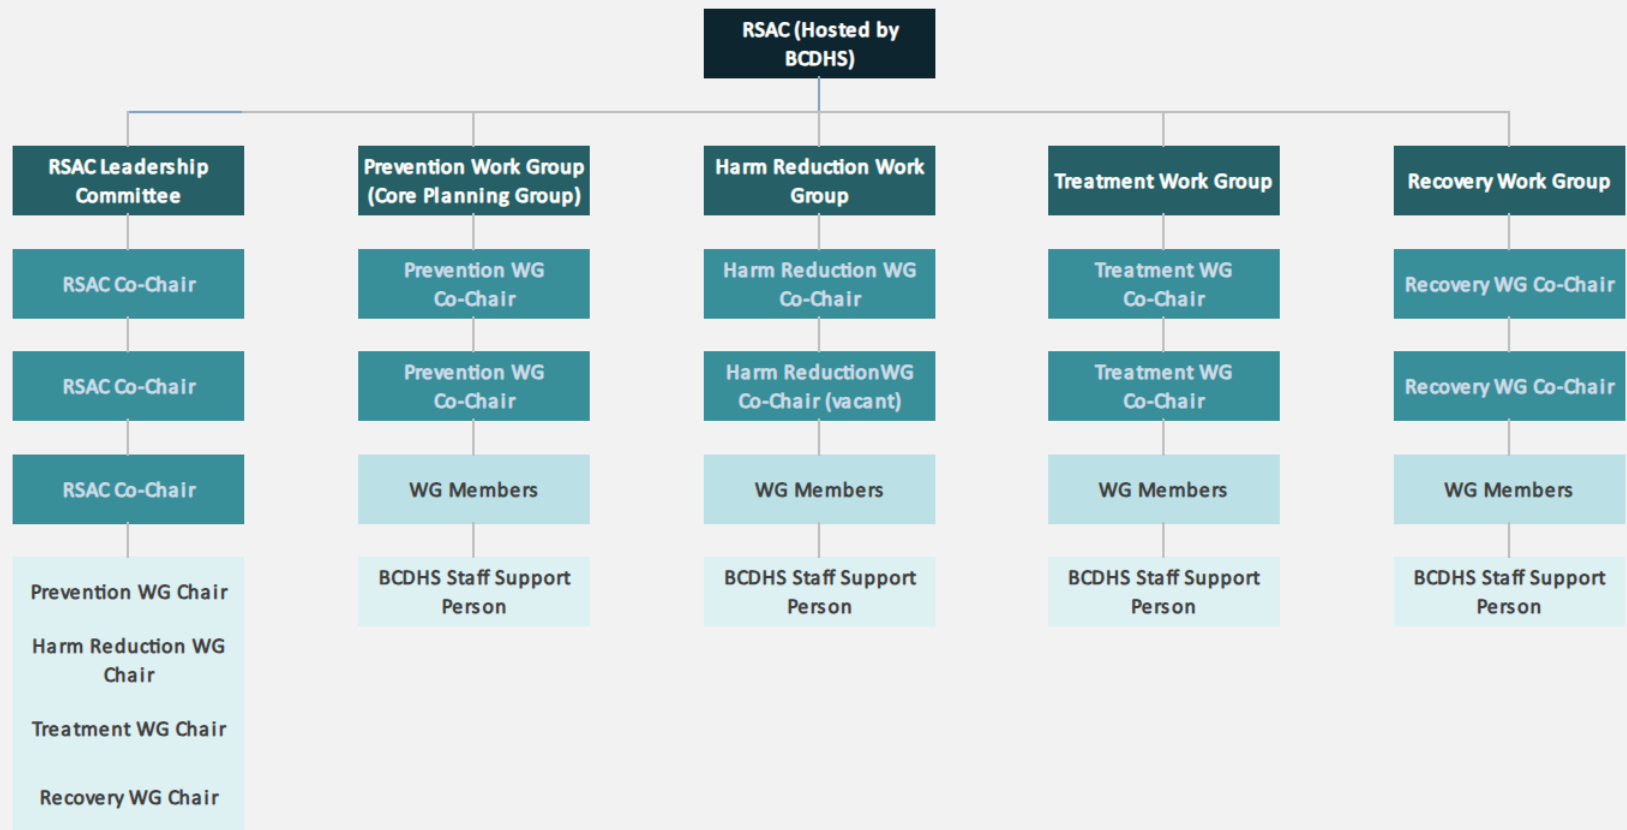 RSAC (Hosted by
BCDHS)
RSAC Leadership
Committee
Prevention Work Group
(Core Planning Group)
Harm Reduction Work
Group
Treatment Work Group
Recovery Work Group
RSAC Co-Chair
Prevention WG
Co-Chair
Harm Reduction WG
Co-Chair
Treatment WG
Co-Chair
Recovery WG Co-Chair
RSAC Co-Chair
Prevention WG
Co-Chair
Harm ReductionWG
Co-Chair (vacant)
Treatment WG
Co-Chair
Recovery WG Co-Chair
RSAC Co-Chair
WG Members
WG Members
WG Members
WG Members
Prevention WG Chair
Harm Reduction WG
Chair
Treatment WG Chair
Recovery WG Chair
BCDHS Staff Support
Person
BCDHS Staff Support
Person
BCDHS Staff Support
Person
BCDHS Staff Support
Person